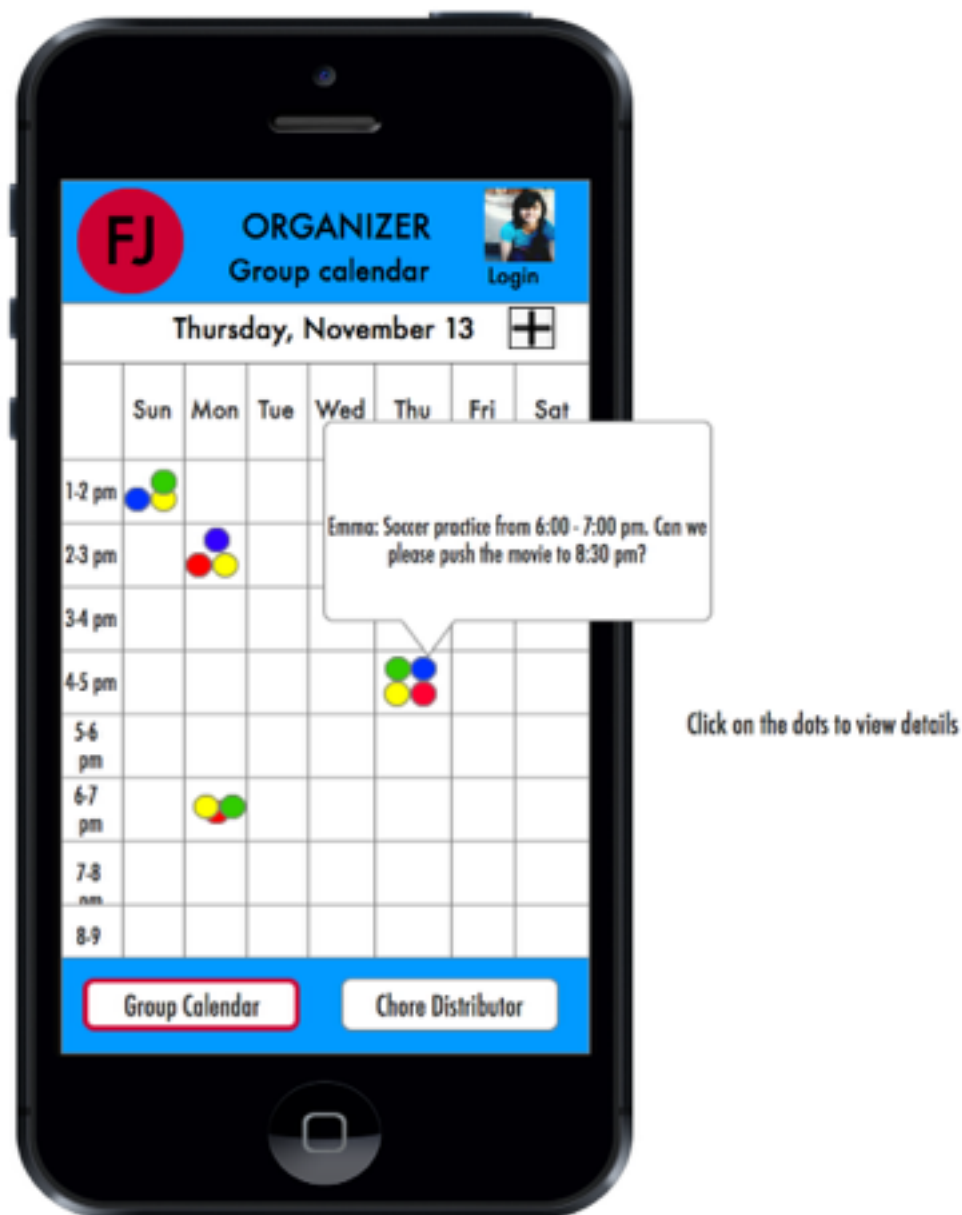 FJ
ORGANIZER
Group calendar
Login
Thursday, November 13
Sun Mon Tue Wed Thu Fri Sat
1-2 pm
2-3 pm
Emma: Soccer practice from 6:00 - 7:00 pm. Can we
please push the movie to 8:30 pm?
3-4 pm
4-5 pm
Click on the dots to view details
5-6
pm
6-7
pm
7-8
pm
8-9
Group Calendar Chore Distributor